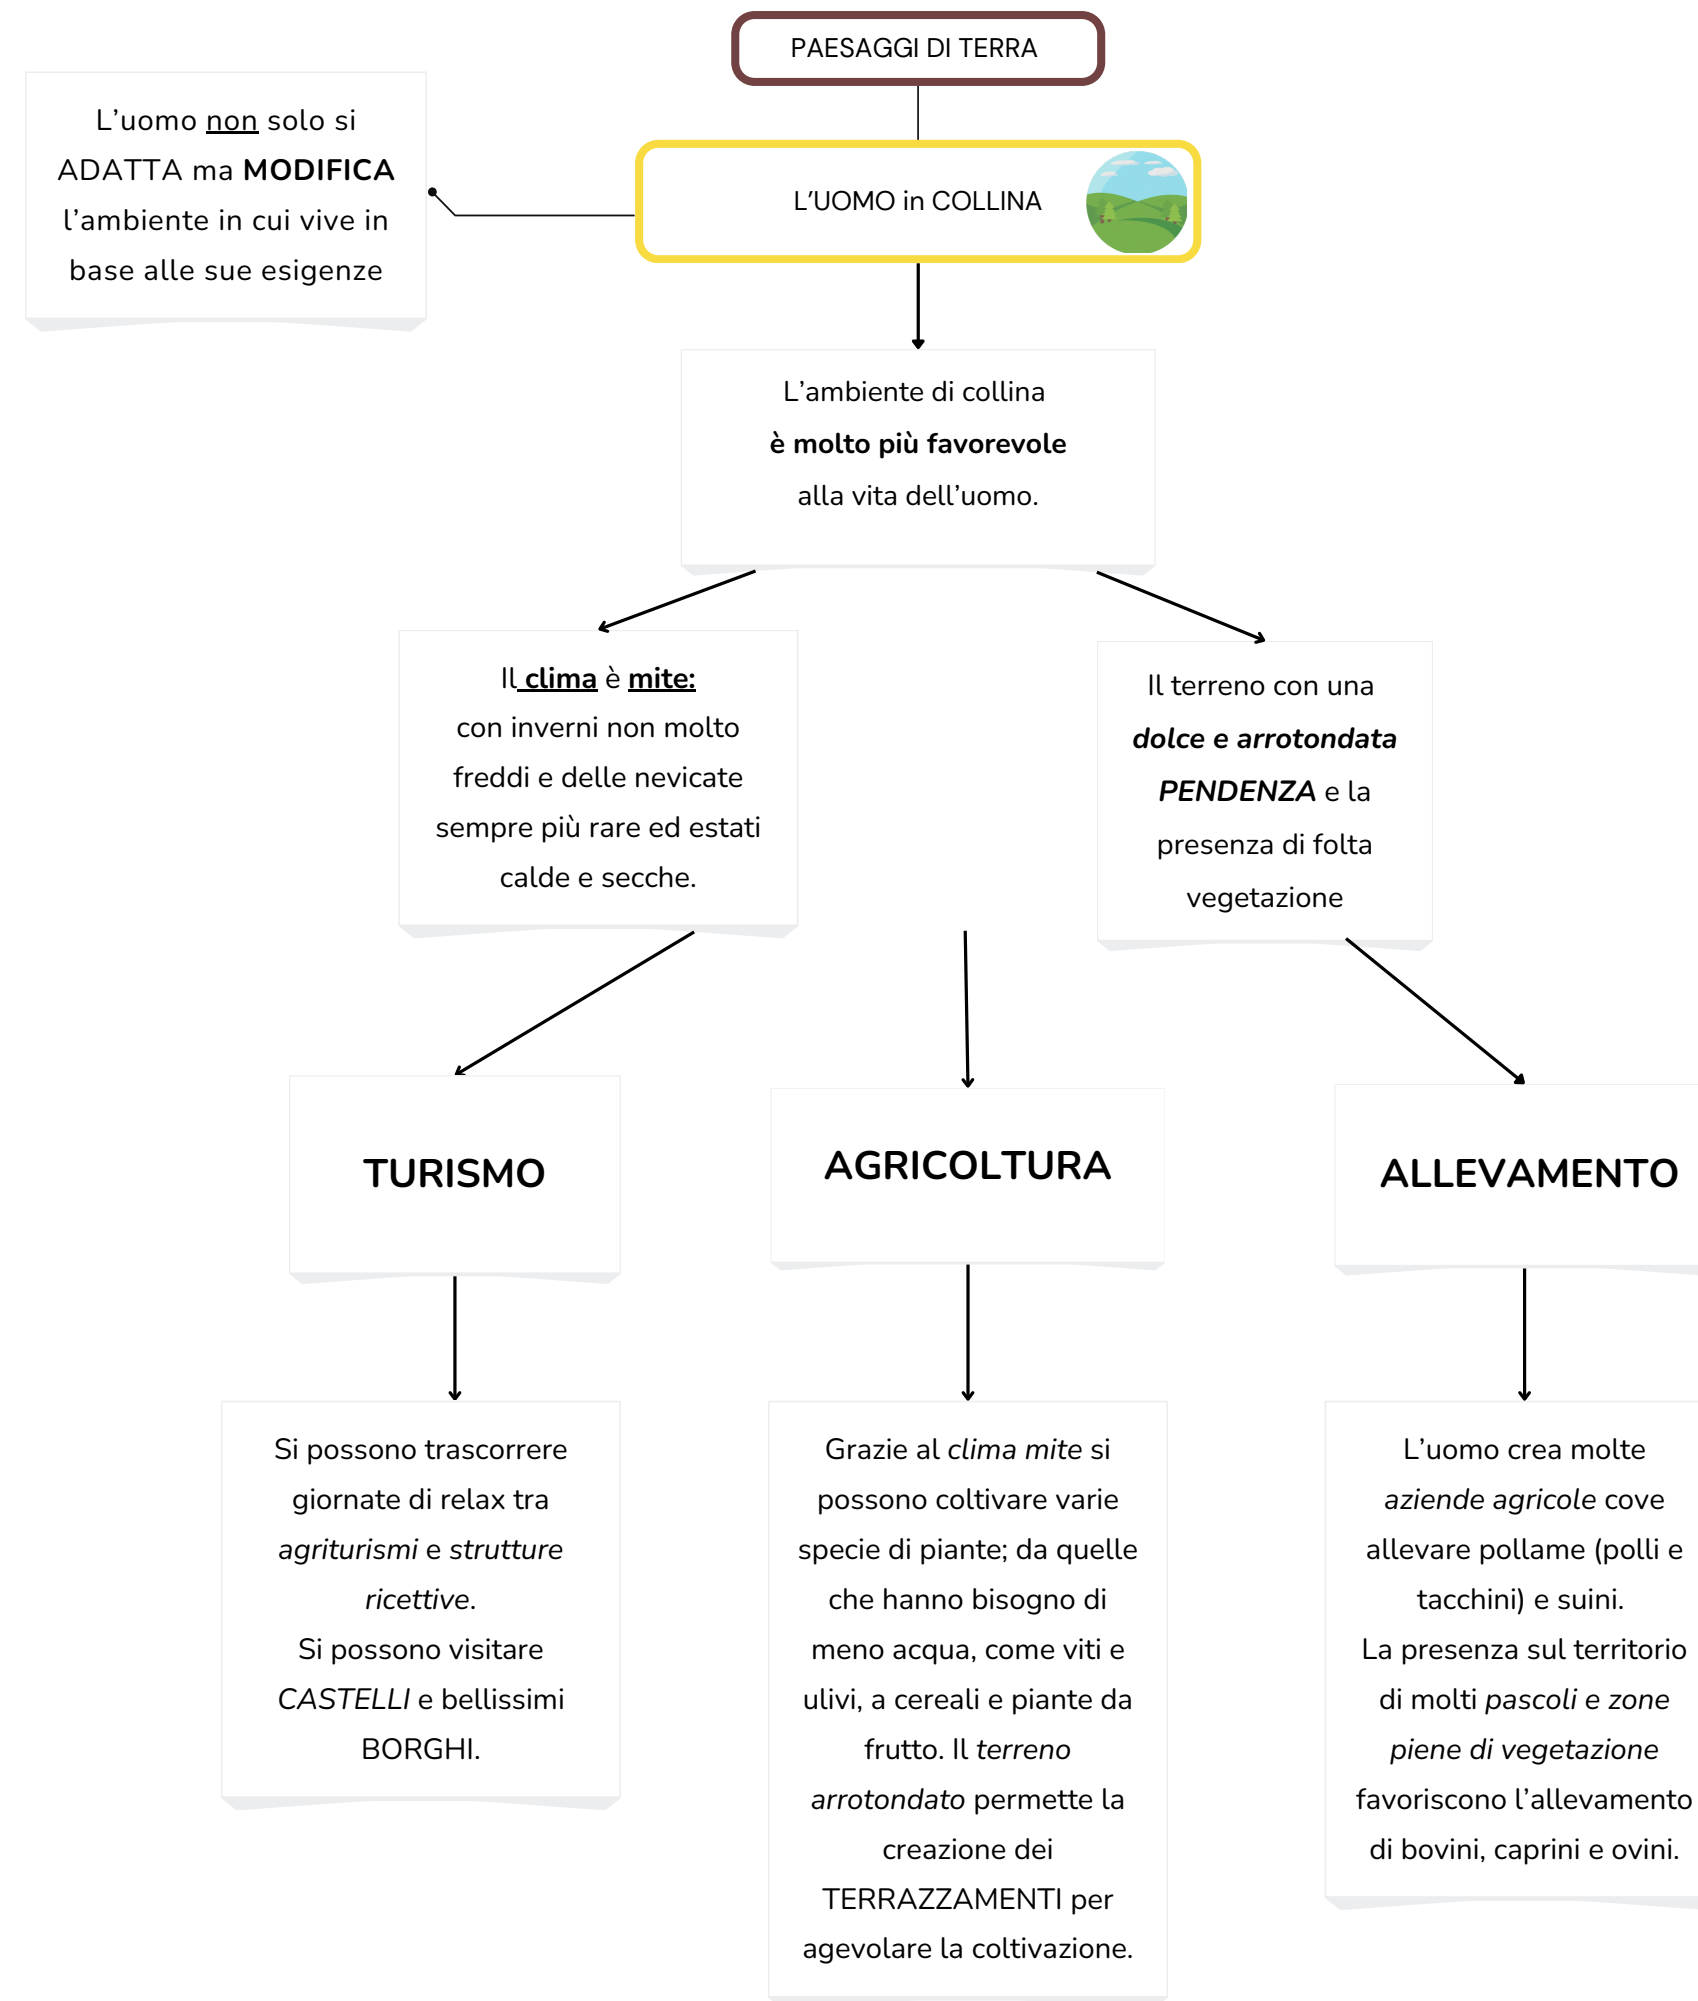 PAESAGGI DI TERRA
L'uomo non solo si
ADATTA ma MODIFICA
l'ambiente in cui vive in
base alle sue esigenze
L'UOMO in COLLINA
L'ambiente di collina
è molto più favorevole
alla vita dell'uomo.
Il clima è mite:
con inverni non molto
freddi e delle nevicate
sempre più rare ed estati
calde e secche.
Il terreno con una
dolce e arrotondata
PENDENZA e la
presenza di folta
vegetazione
TURISMO
AGRICOLTURA
ALLEVAMENTO
Si possono trascorrere
giornate di relax tra
agriturismi e strutture
ricettive.
Si possono visitare
CASTELLI e bellissimi
BORGHI.
Grazie al clima mite si
possono coltivare varie
specie di piante; da quelle
che hanno bisogno di
meno acqua, come viti e
ulivi, a cereali e piante da
frutto. Il terreno
arrotondato permette la
creazione dei
TERRAZZAMENTI per
agevolare la coltivazione.
L'uomo crea molte
aziende agricole cove
allevare pollame (polli e
tacchini) e suini.
La presenza sul territorio
di molti pascoli e zone
piene di vegetazione
favoriscono l'allevamento
di bovini, caprini e ovini.